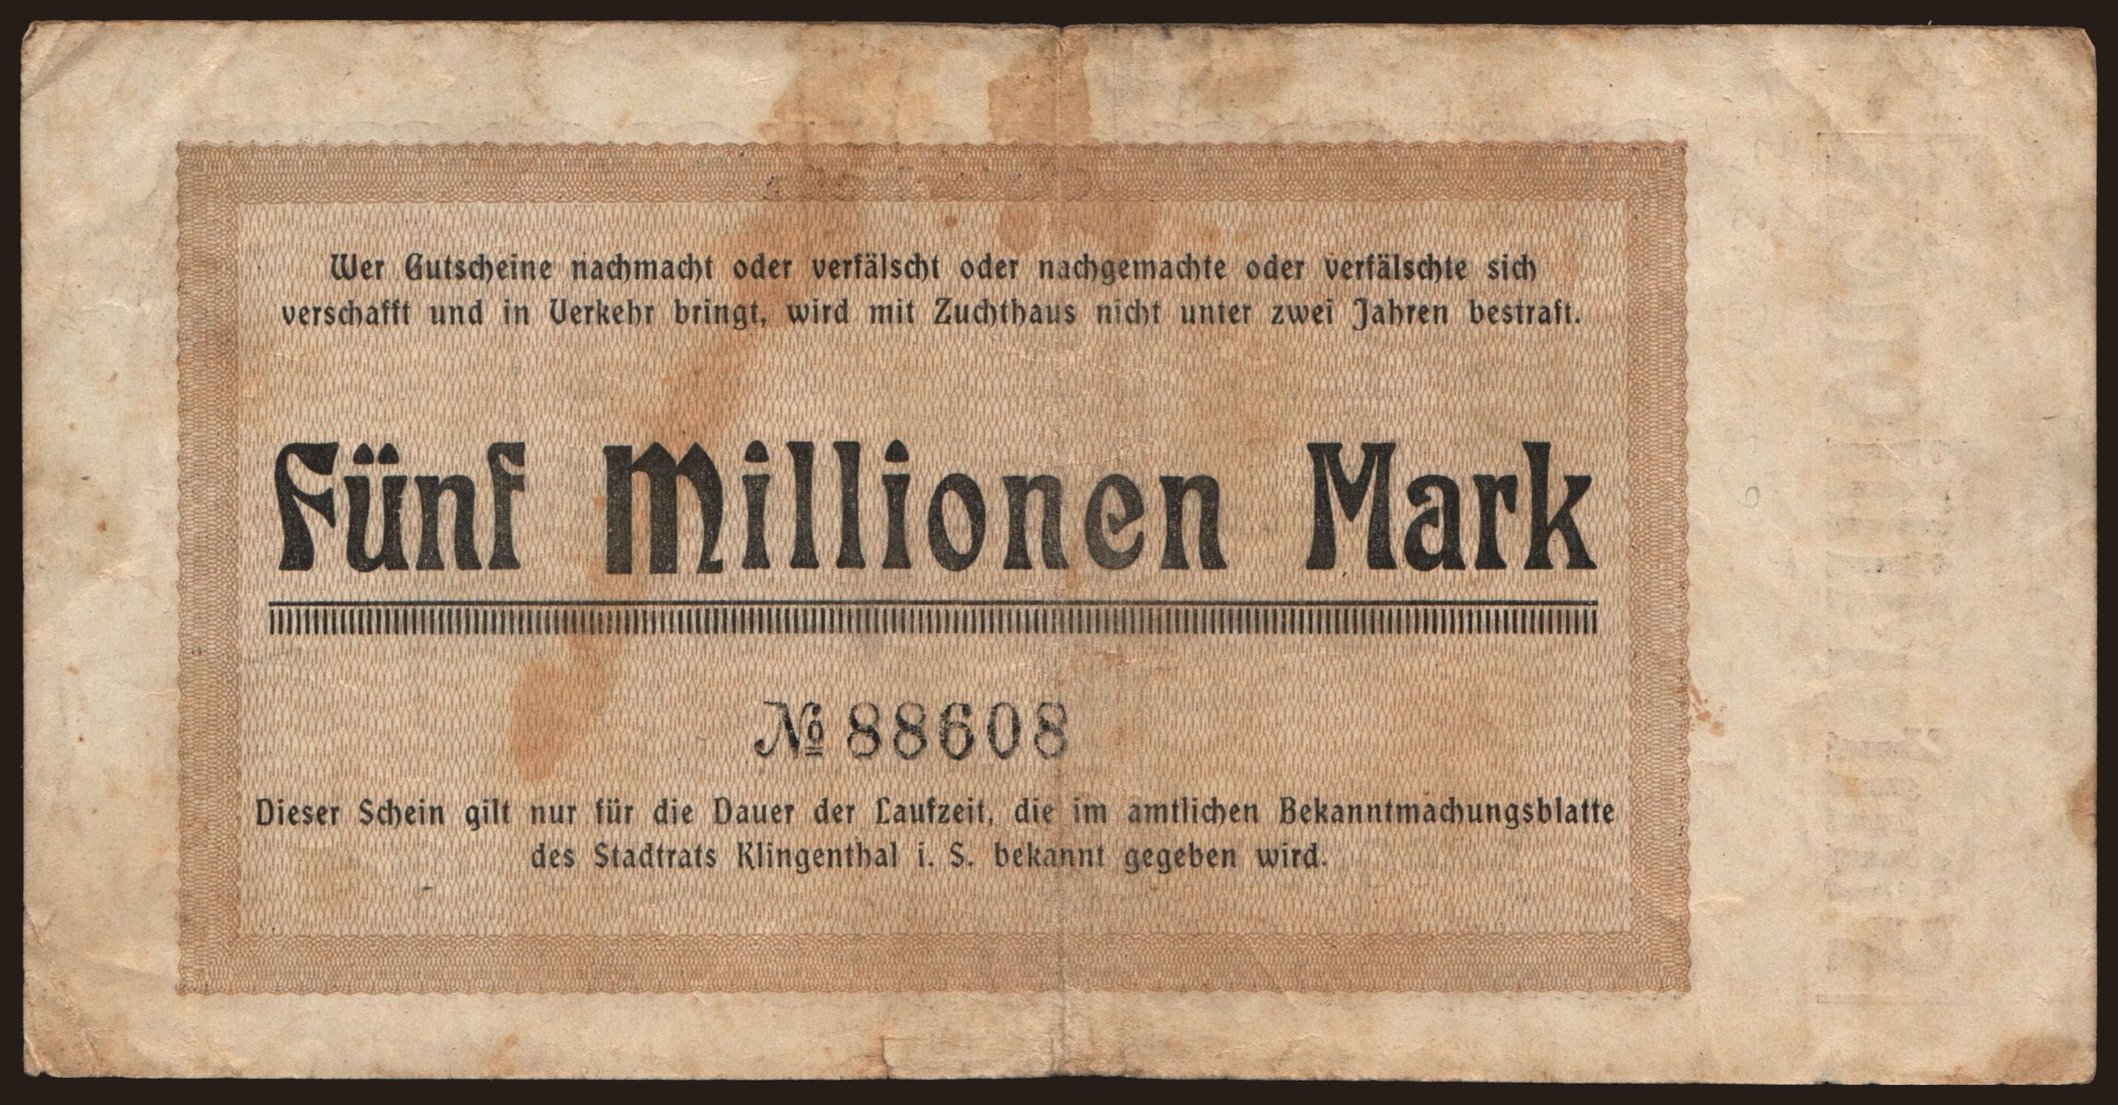 Wer Gutscheine nachmacht oder verfälscht oder nachgemachte oder verfälschte sich
verschafft und in Verkehr bringt, wird mit Zuchthaus nicht unter zwei Jahren bestraft.
Fünf Millionen Mark
№ 88608
Dieser Schein gilt nur für die Dauer der Laufzeit, die im amtlichen Bekanntmachungsblatte
des Stadtrats Klingenthal i. S. bekannt gegeben wird.